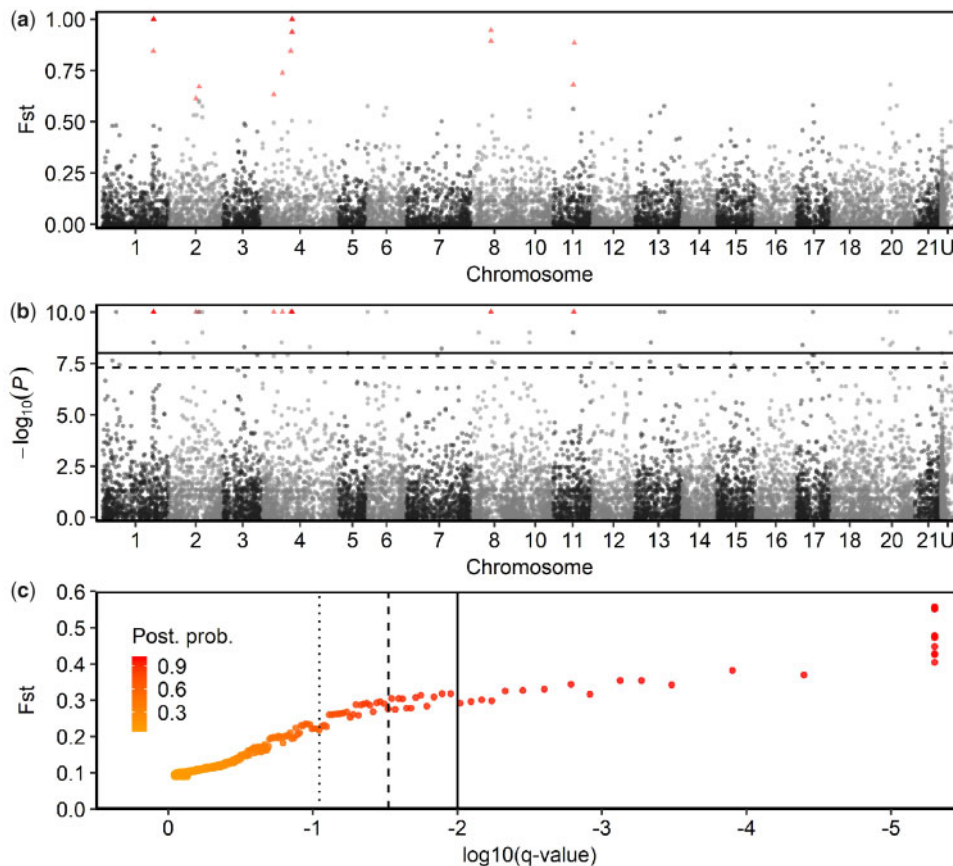 (a)
1.00
0.75
0.50
0.25
0.00
Fst
1 2 3 4 5 6 7 8 10 11 12 13 14 15 16 17 18 20 21 U
Chromosome
(b)
10.0
7.5
5.0
2.5
0.0
−log10(P)
1 2 3 4 5 6 7 8 10 11 12 13 14 15 16 17 18 20 21 U
Chromosome
(c)
0.6
0.5
0.4
0.3
0.2
0.1
0.0
Fst
Post. prob.
0.9
0.6
0.3
0 -1 -2 -3 -4 -5
log10(q-value)